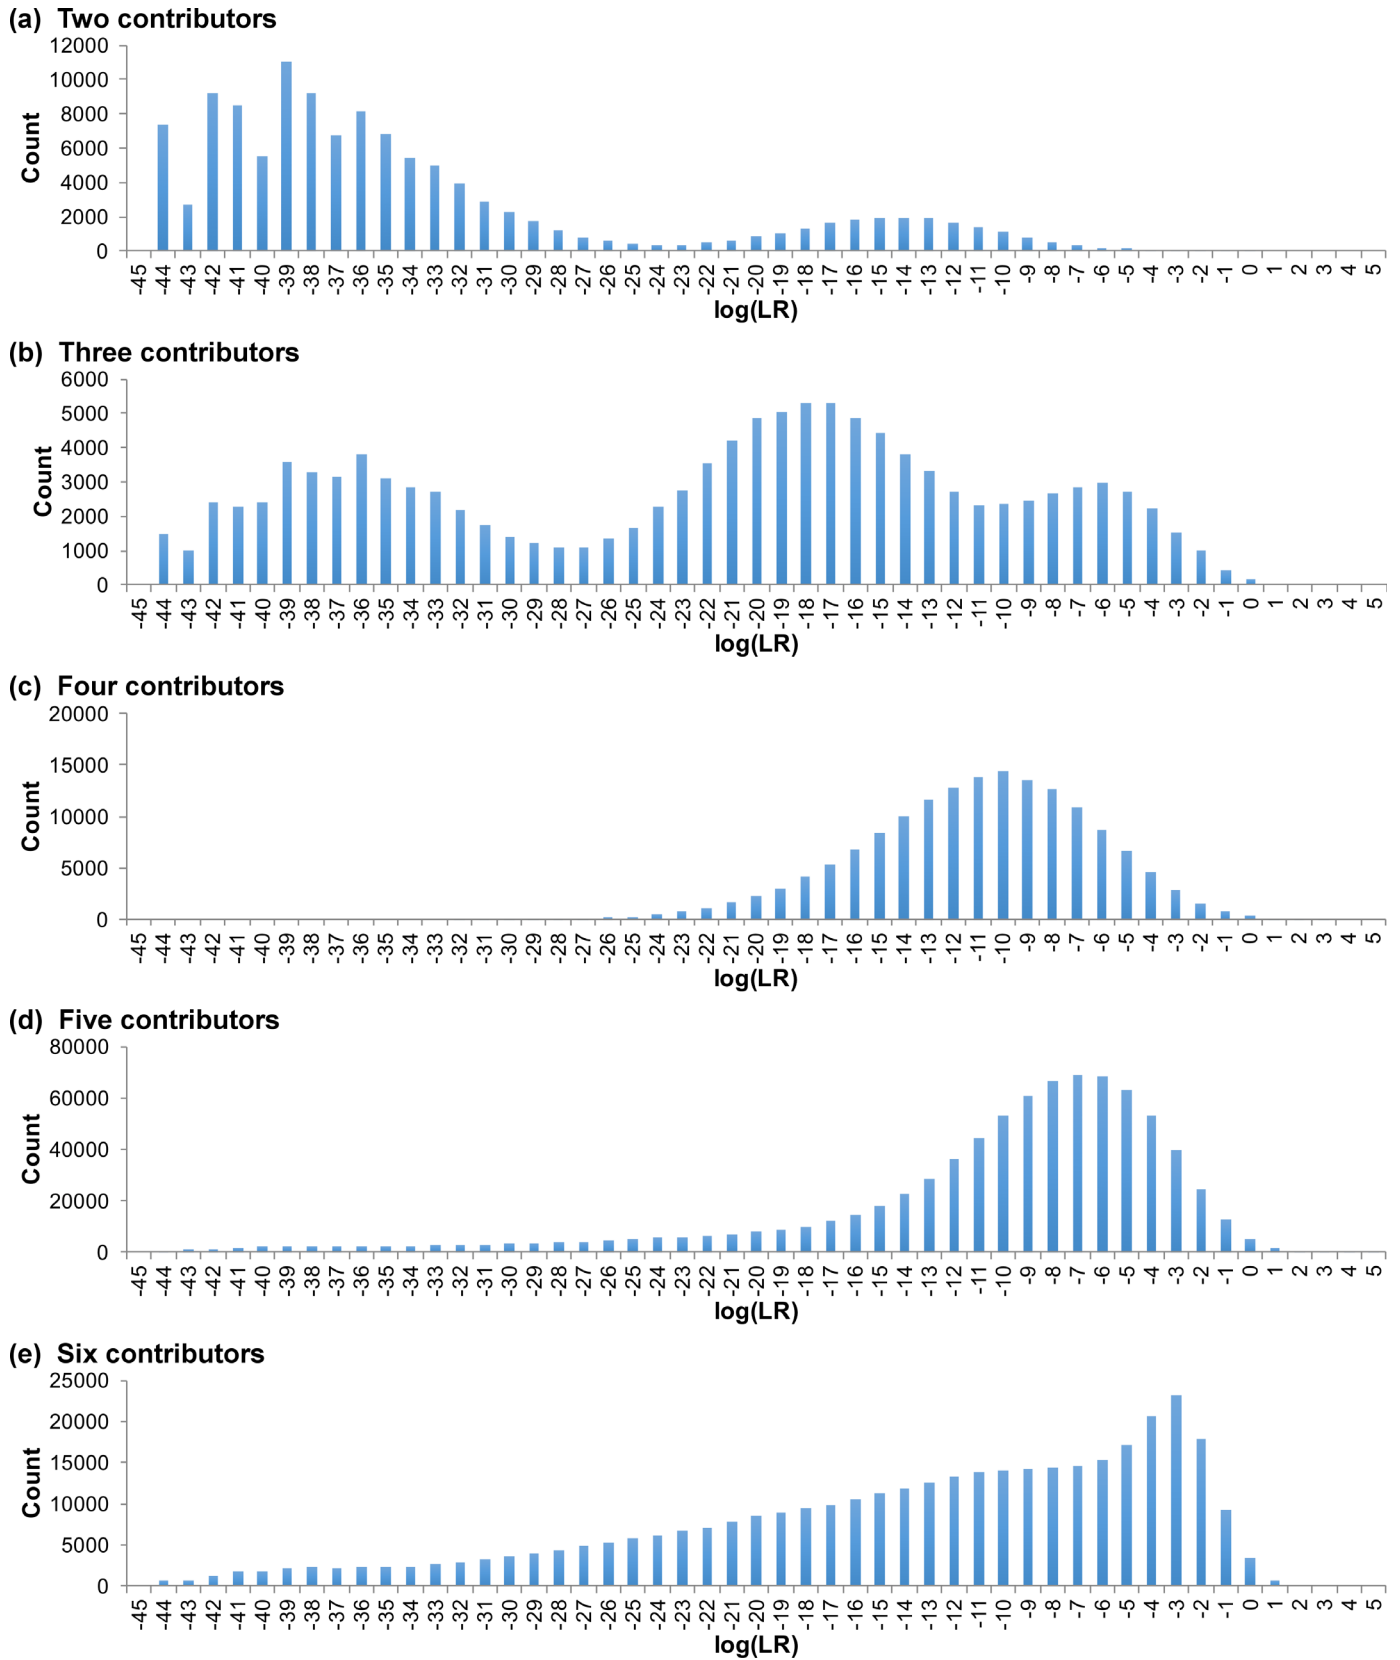 (a) Two contributors
12000
10000
8000
6000
4000
2000
0
Count
-45 -44 -43 -42 -41 -40 -39 -38 -37 -36 -35 -34 -33 -32 -31 -30 -29 -28 -27 -26 -25 -24 -23 -22 -21 -20 -19 -18 -17 -16 -15 -14 -13 -12 -11 -10 -9 -8 -7 -6 -5 -4 -3 -2 -1 0 1 2 3 4 5
log(LR)
(b) Three contributors
6000
5000
4000
3000
2000
1000
0
Count
-45 -44 -43 -42 -41 -40 -39 -38 -37 -36 -35 -34 -33 -32 -31 -30 -29 -28 -27 -26 -25 -24 -23 -22 -21 -20 -19 -18 -17 -16 -15 -14 -13 -12 -11 -10 -9 -8 -7 -6 -5 -4 -3 -2 -1 0 1 2 3 4 5
log(LR)
(c) Four contributors
20000
15000
10000
5000
0
Count
-45 -44 -43 -42 -41 -40 -39 -38 -37 -36 -35 -34 -33 -32 -31 -30 -29 -28 -27 -26 -25 -24 -23 -22 -21 -20 -19 -18 -17 -16 -15 -14 -13 -12 -11 -10 -9 -8 -7 -6 -5 -4 -3 -2 -1 0 1 2 3 4 5
log(LR)
(d) Five contributors
80000
60000
40000
20000
0
Count
-45 -44 -43 -42 -41 -40 -39 -38 -37 -36 -35 -34 -33 -32 -31 -30 -29 -28 -27 -26 -25 -24 -23 -22 -21 -20 -19 -18 -17 -16 -15 -14 -13 -12 -11 -10 -9 -8 -7 -6 -5 -4 -3 -2 -1 0 1 2 3 4 5
log(LR)
(e) Six contributors
25000
20000
15000
10000
5000
0
Count
-45 -44 -43 -42 -41 -40 -39 -38 -37 -36 -35 -34 -33 -32 -31 -30 -29 -28 -27 -26 -25 -24 -23 -22 -21 -20 -19 -18 -17 -16 -15 -14 -13 -12 -11 -10 -9 -8 -7 -6 -5 -4 -3 -2 -1 0 1 2 3 4 5
log(LR)